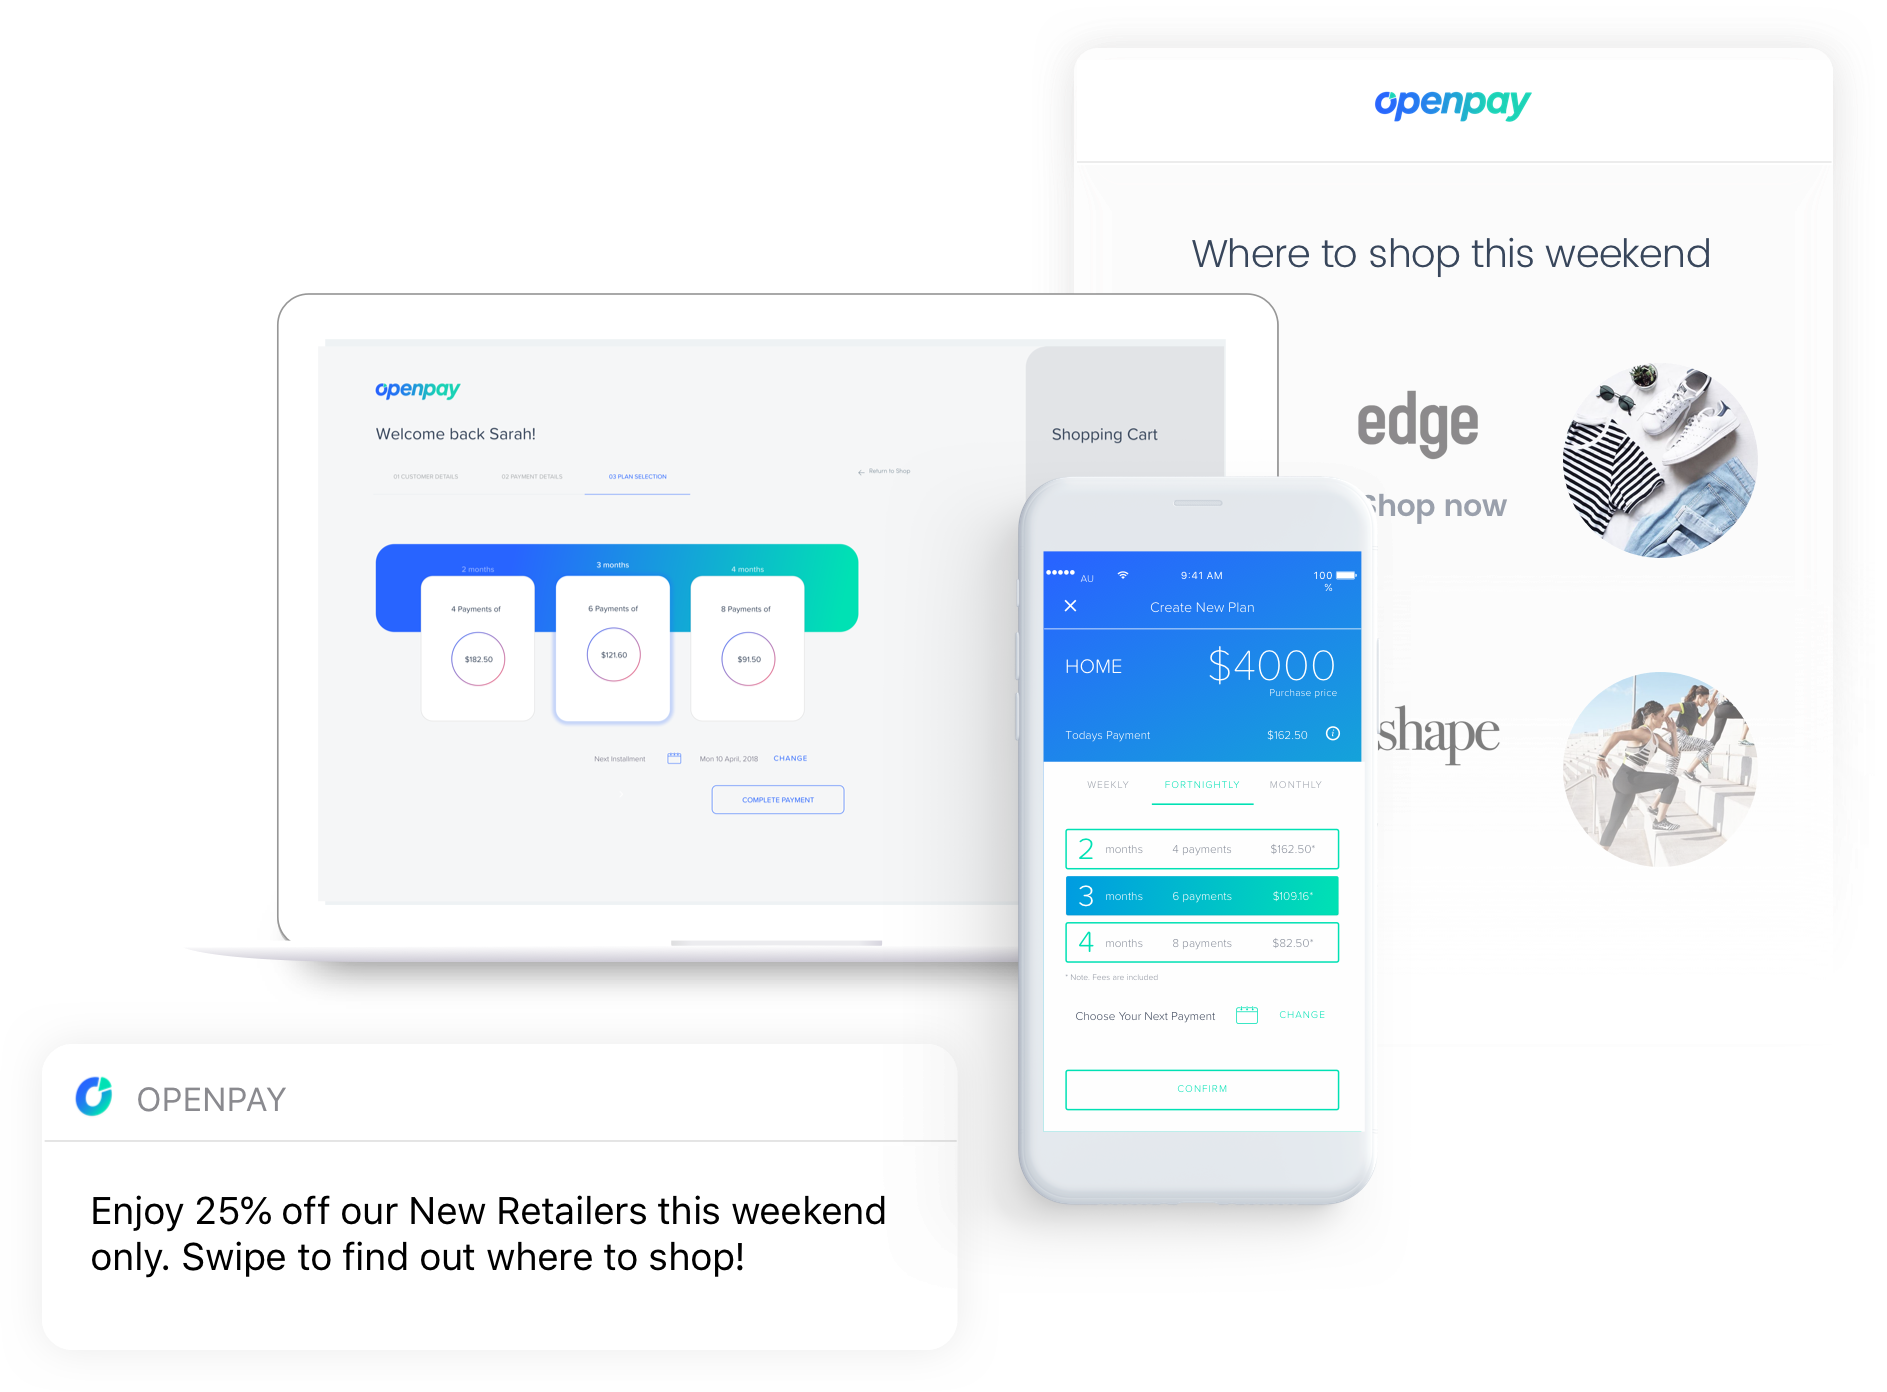 openpay
Where to shop this weekend
edge
Shop now
shape
openpay
Welcome back Sarah!
01 CUSTOMER DETAILS
02 PAYMENT DETAILS
03 PLAN SELECTION
← Return to Shop
Shopping Cart
2 months
3 months
4 months
4 Payments of
6 Payments of
8 Payments of
$182.50
$121.60
$91.50
Next Installment
Mon 10 April, 2018
CHANGE
COMPLETE PAYMENT
AU
9:41 AM
100
%
Create New Plan
HOME
$4000
Purchase price
Todays Payment
$162.50
WEEKLY
FORTNIGHTLY
MONTHLY
2 months 4 payments $162.50*
3 months 6 payments $109.16*
4 months 8 payments $82.50*
* Note. Fees are included
Choose Your Next Payment
CHANGE
CONFIRM
OPENPAY
Enjoy 25% off our New Retailers this weekend
only. Swipe to find out where to shop!